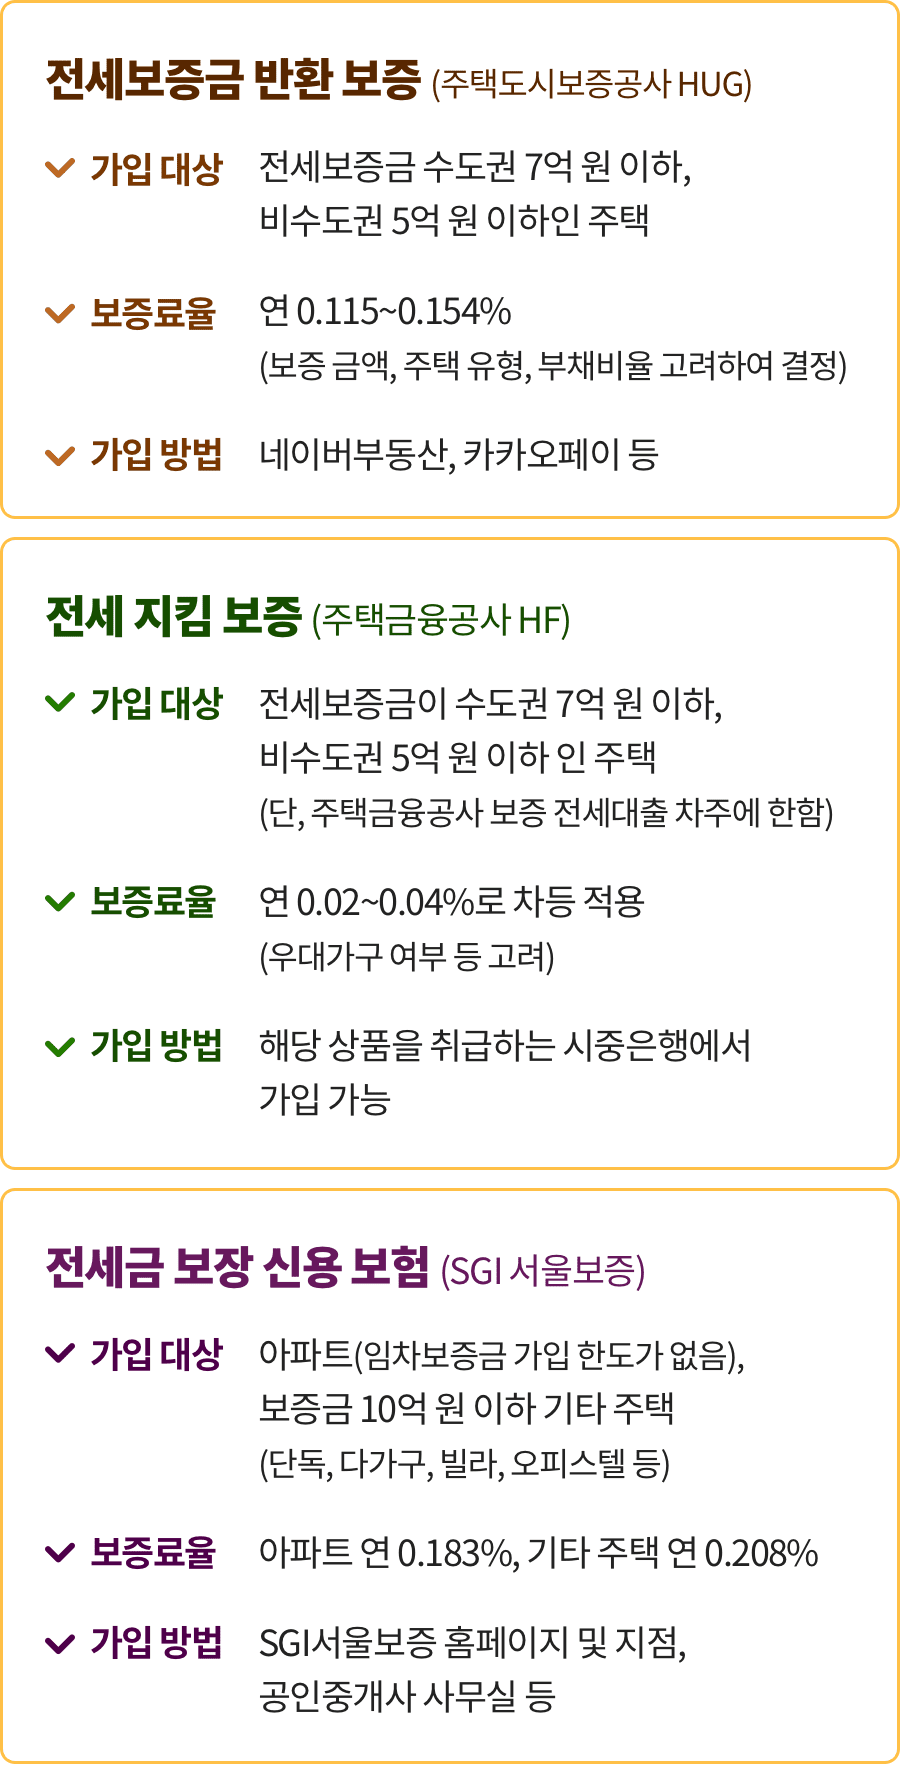 전세보증금 반환 보증 (주택도시보증공사 HUG)
가입 대상 전세보증금 수도권 7억 원 이하,
비수도권 5억 원 이하인 주택
보증료율 연 0.115~0.154%
(보증 금액, 주택 유형, 부채비율 고려하여 결정)
가입 방법 네이버부동산, 카카오페이 등
전세 지킴 보증 (주택금융공사 HF)
가입 대상 전세보증금이 수도권 7억 원 이하,
비수도권 5억 원 이하 인 주택
(단, 주택금융공사 보증 전세대출 차주에 한함)
보증료율 연 0.02~0.04%로 차등 적용
(우대가구 여부 등 고려)
가입 방법 해당 상품을 취급하는 시중은행에서
가입 가능
전세금 보장 신용 보험 (SGI 서울보증)
가입 대상 아파트(임차보증금 가입 한도가 없음),
보증금 10억 원 이하 기타 주택
(단독, 다가구, 빌라, 오피스텔 등)
보증료율 아파트 연 0.183%, 기타 주택 연 0.208%
가입 방법 SGI서울보증 홈페이지 및 지점,
공인중개사 사무실 등